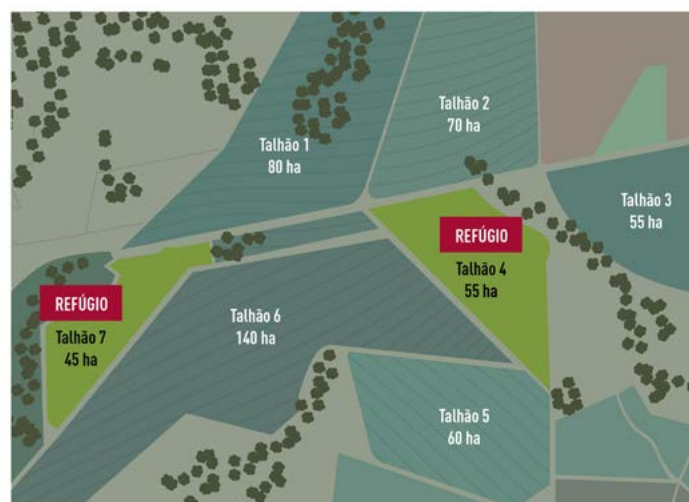 Talhão 2
70 ha
Talhão 1
80 ha
Talhão 3
55 ha
REFÚGIO
Talhão 4
55 ha
REFÚGIO
Talhão 7
45 ha
Talhão 6
140 ha
Talhão 5
60 ha